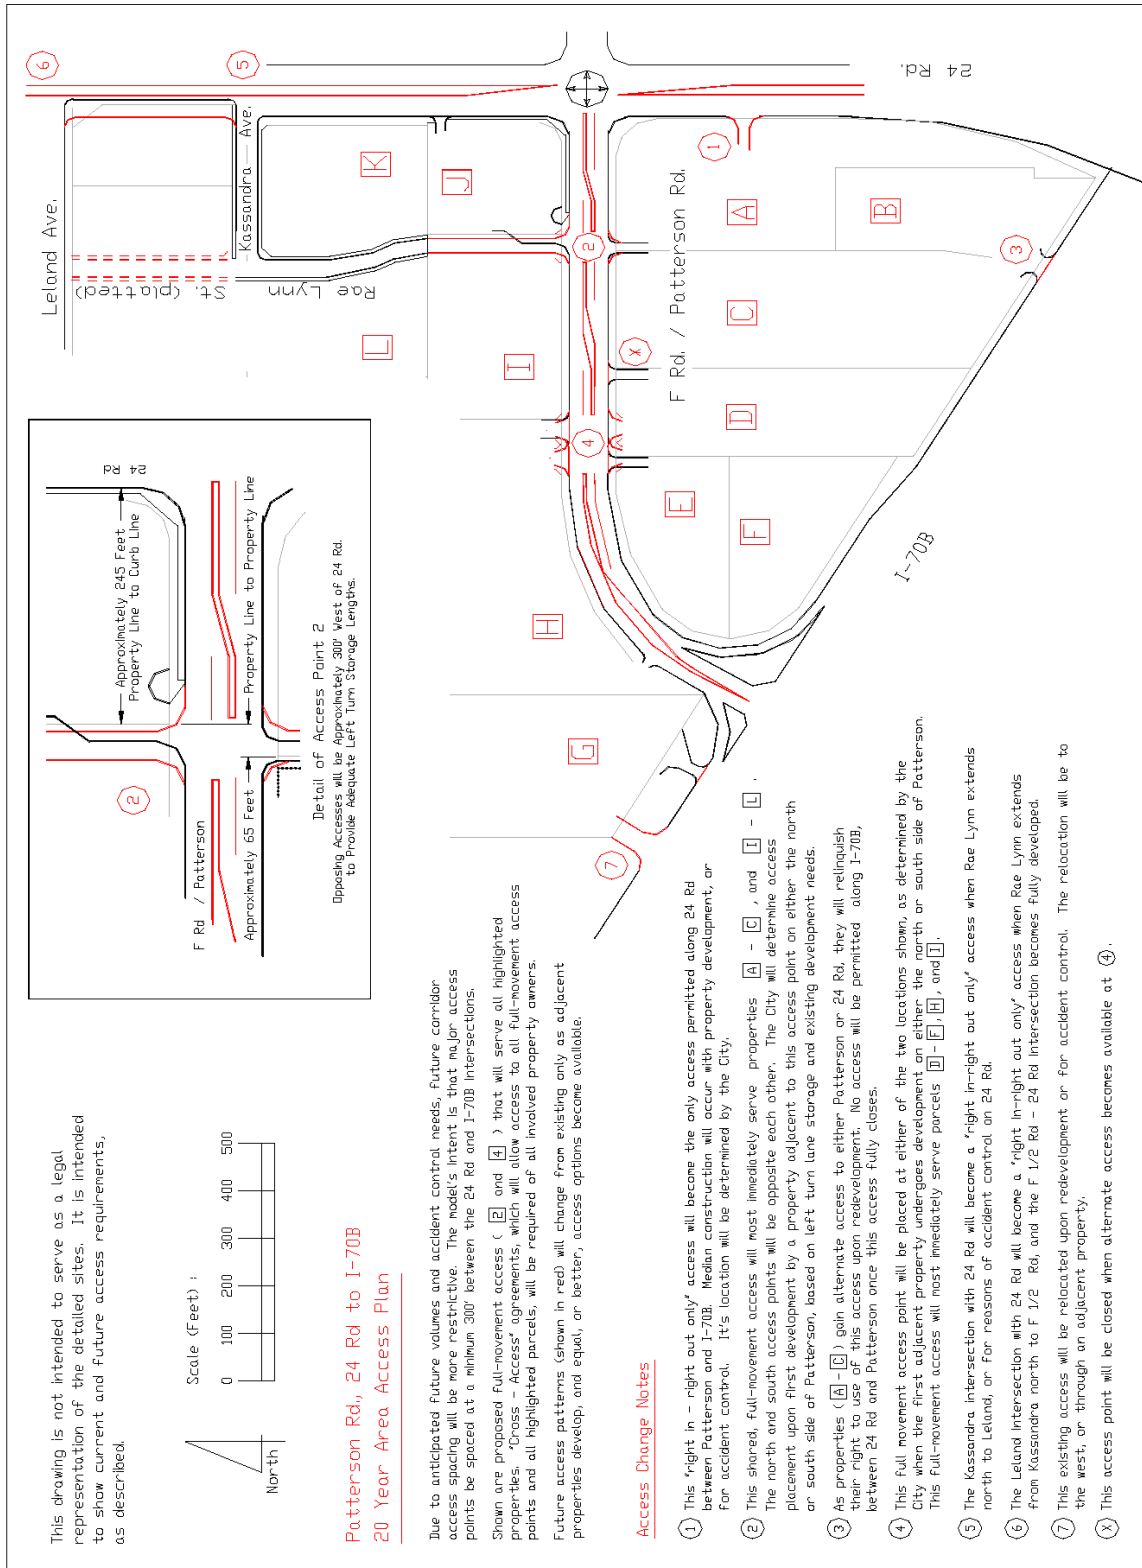 This drawing is not intended to serve as a legal
representation of the detailed sites. It is intended
to show current and future access requirements,
as described.
Scale (Feet) :
0 100 200 300 400 500
North
Patterson Rd., 24 Rd to I-70B
20 Year Area Access Plan
Due to anticipated future volumes and accident control needs, future corridor
access spacing will be more restrictive. The model's intent is that major access
points be spaced at a minimum 300' between the 24 Rd and I-70B intersections.
Shown are proposed full-movement access ( 2 and 4 ) that will serve all highlighted
properties. "Cross - Access" agreements, which will allow access to all full-movement access
points and all highlighted parcels, will be required of all involved property owners.
Future access patterns (shown in red) will change from existing only as adjacent
properties develop, and equal, or better, access options become available.
Access Change Notes
1 This "right in - right out only" access will become the only access permitted along 24 Rd
between Patterson and I-70B. Median construction will occur with property development, or
for accident control. It's location will be determined by the City.
2 This shared, full-movement access will most immediately serve properties A - C , and I - L .
The north and south access points will be opposite each other. The City will determine access
placement upon first development by a property adjacent to this access point on either the north
or south side of Patterson, based on left turn lane storage and existing development needs.
3 As properties ( A - C ) gain alternate access to either Patterson or 24 Rd, they will relinquish
their right to use of this access upon redevelopment. No access will be permitted along I-70B,
between 24 Rd and Patterson once this access fully closes.
4 This full movement access point will be placed at either of the two locations shown, as determined by the
City when the first adjacent property undergoes development on either the north or south side of Patterson.
This full-movement access will most immediately serve parcels D - F , H , and I .
5 The Kassandra intersection with 24 Rd will become a "right in-right out only" access when Rae Lynn extends
north to Leland, or for reasons of accident control on 24 Rd.
6 The Leland intersection with 24 Rd will become a "right in-right out only" access when Rae Lynn extends
from Kassandra north to F 1/2 Rd, and the F 1/2 Rd - 24 Rd intersection becomes fully developed.
7 This existing access will be relocated upon redevelopment or for accident control. The relocation will be to
the west, or through an adjacent property.
X This access point will be closed when alternate access becomes available at 4 .
2
24 Rd
Approximately 245 Feet
Property Line to Curb Line
F Rd / Patterson
Approximately 65 Feet
Property Line to Property Line
Detail of Access Point 2
Opposing Accesses will be Approximately 300' West of 24 Rd.
to Provide Adequate Left Turn Storage Lengths.
Leland Ave.
6
5
Kassandra Ave.
St. (platted)
Rae Lynn
L
K
J
I
H
G
7
4
2
X
F Rd. / Patterson Rd.
24 Rd.
1
A
B
C
D
E
F
3
I-70B